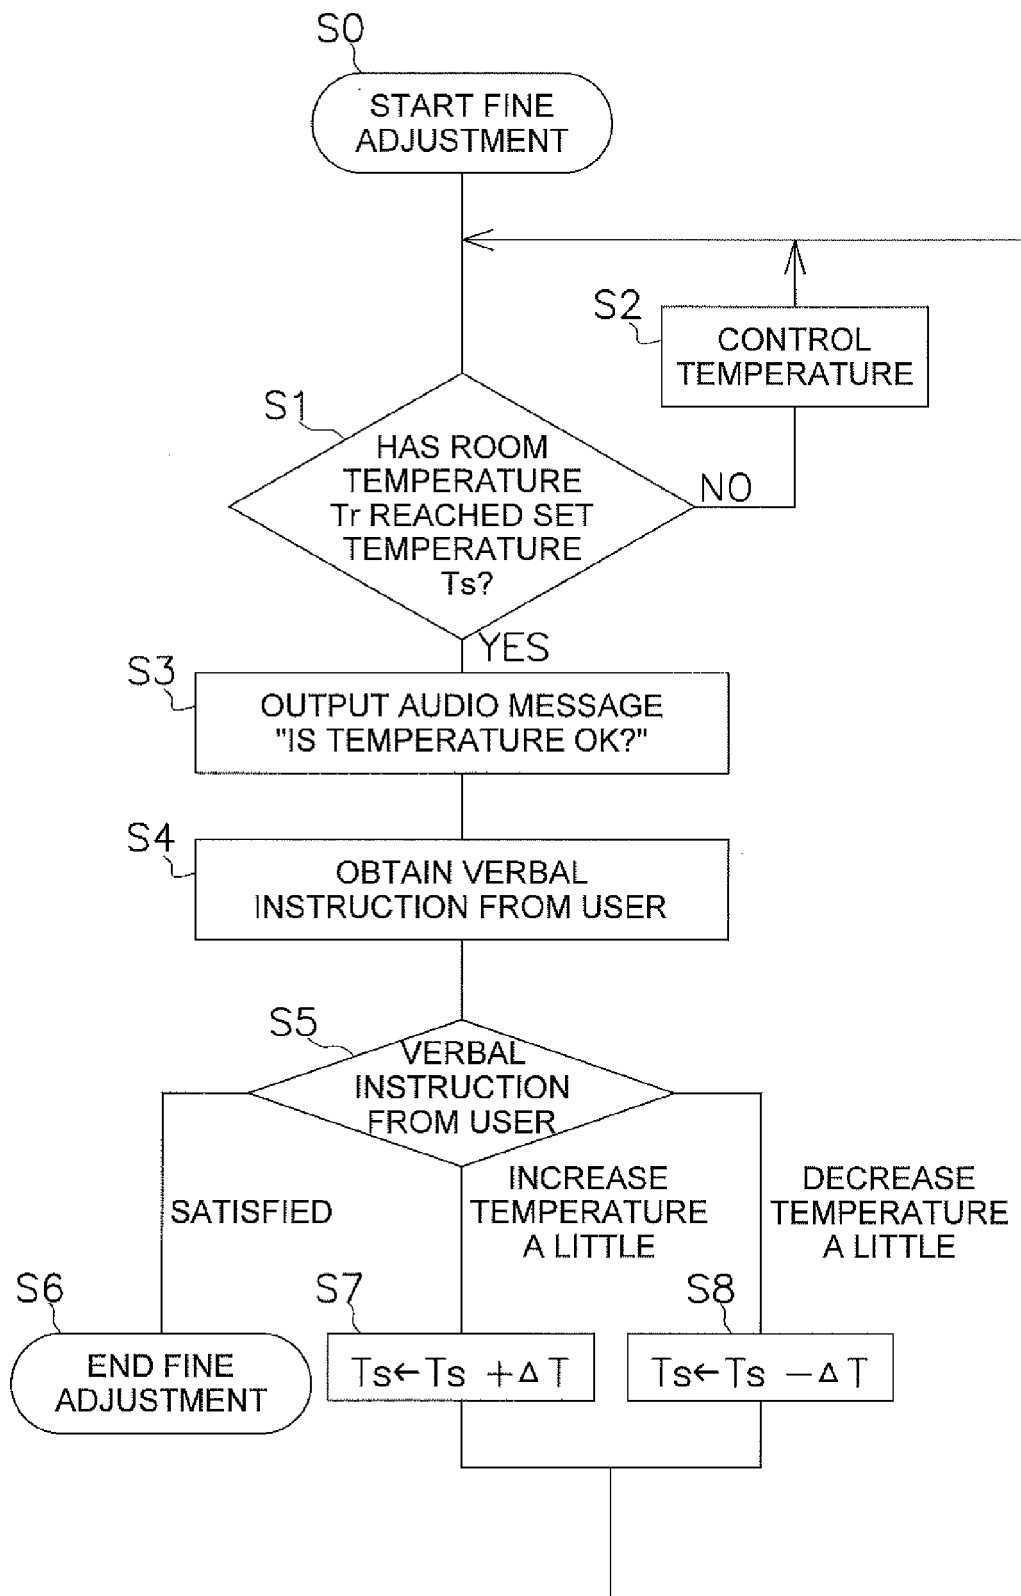 S0
START FINE
ADJUSTMENT
S2
CONTROL
TEMPERATURE
S1
HAS ROOM
TEMPERATURE
Tr REACHED SET
TEMPERATURE
Ts?
NO
YES
S3
OUTPUT AUDIO MESSAGE
"IS TEMPERATURE OK?"
S4
OBTAIN VERBAL
INSTRUCTION FROM USER
S5
VERBAL
INSTRUCTION
FROM USER
SATISFIED
INCREASE
TEMPERATURE
A LITTLE
DECREASE
TEMPERATURE
A LITTLE
S6
END FINE
ADJUSTMENT
S7
Ts←Ts +Δ T
S8
Ts←Ts −Δ T